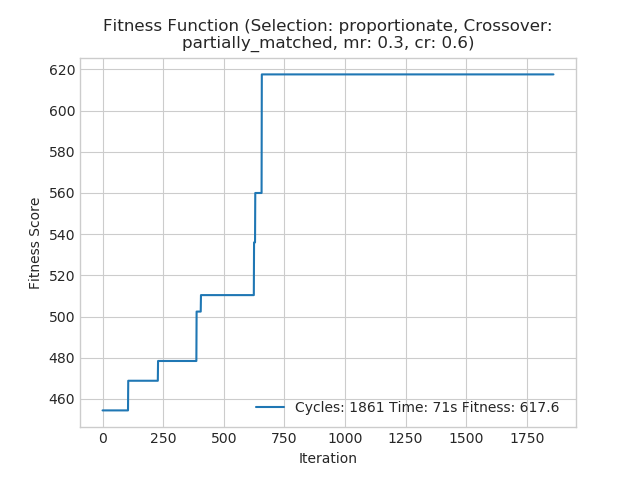 Fitness Function (Selection: proportionate, Crossover:
partially_matched, mr: 0.3, cr: 0.6)
620
600
580
560
540
520
500
480
460
Fitness Score
Cycles: 1861 Time: 71s Fitness: 617.6
0 250 500 750 1000 1250 1500 1750
Iteration